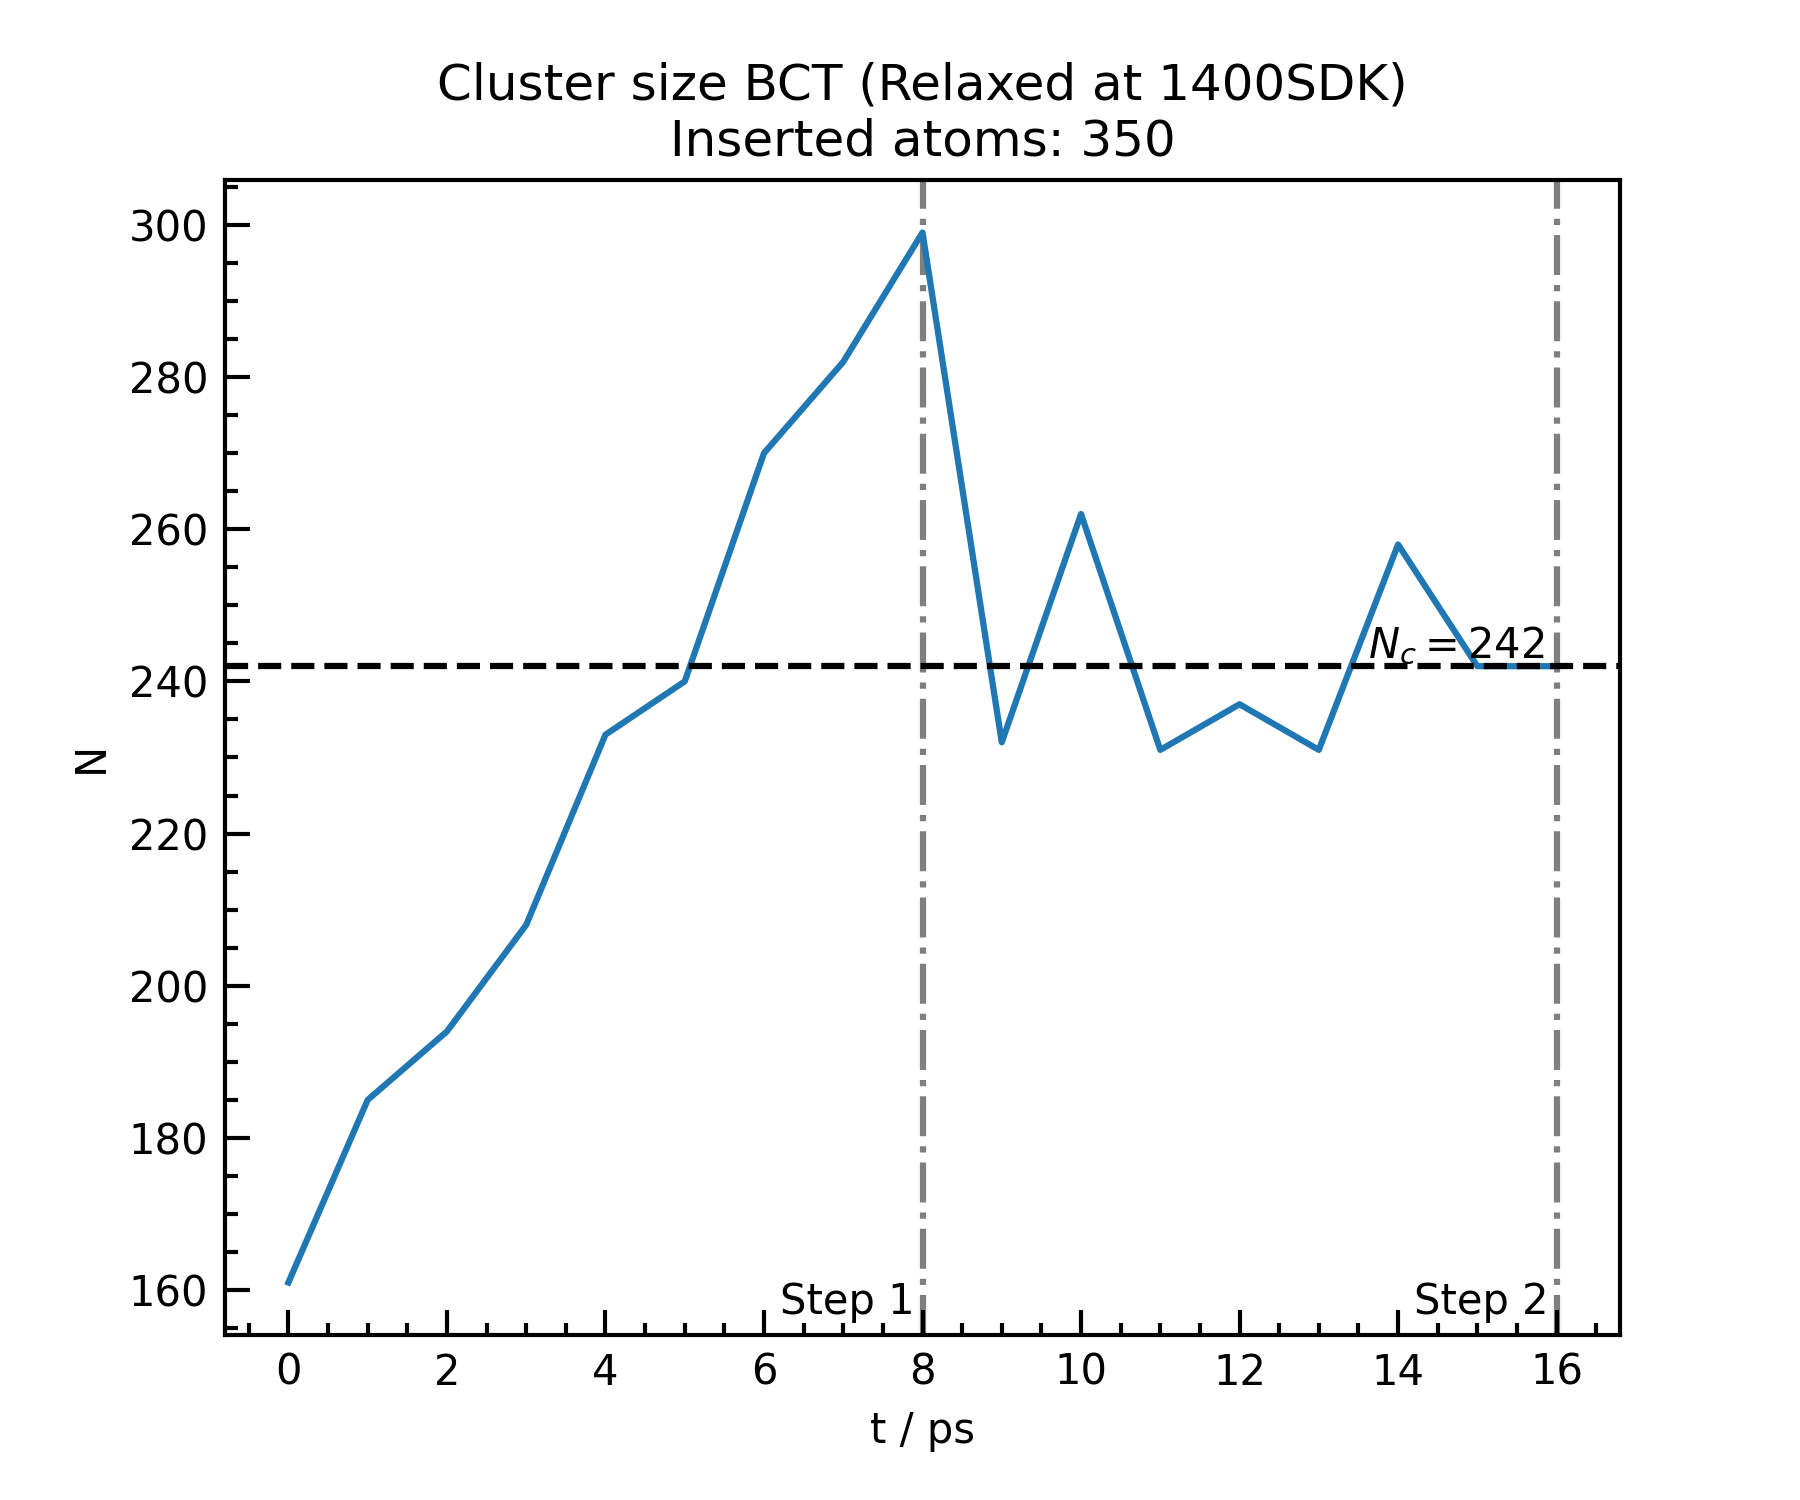 Cluster size BCT (Relaxed at 1400SDK)
Inserted atoms: 350
300
280
260
240
220
200
180
160
N
N_c = 242
Step 1
Step 2
0 2 4 6 8 10 12 14 16
t / ps